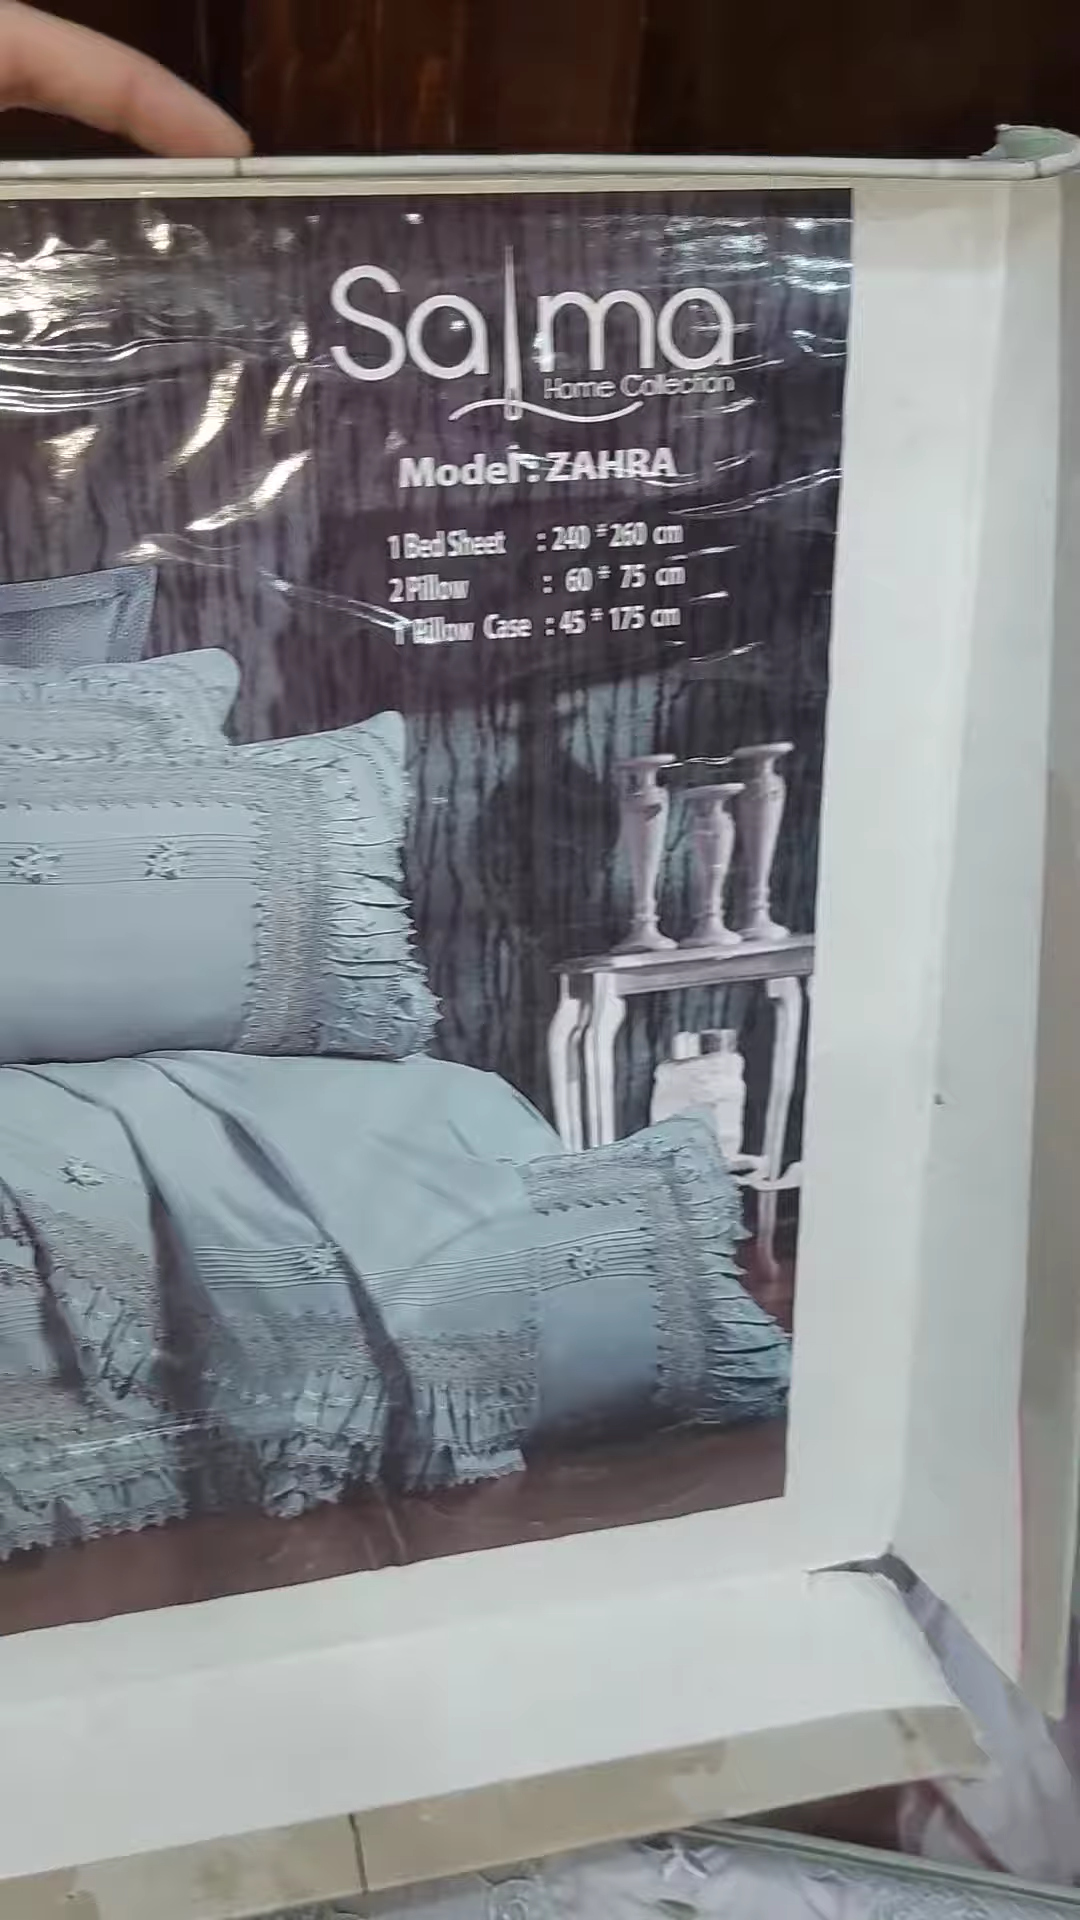 Salma
Home Collection
Model : ZAHRA
1 Bed Sheet : 240 * 260 cm
2 Pillow : 60 * 75 cm
1 Pillow Case : 45 * 175 cm